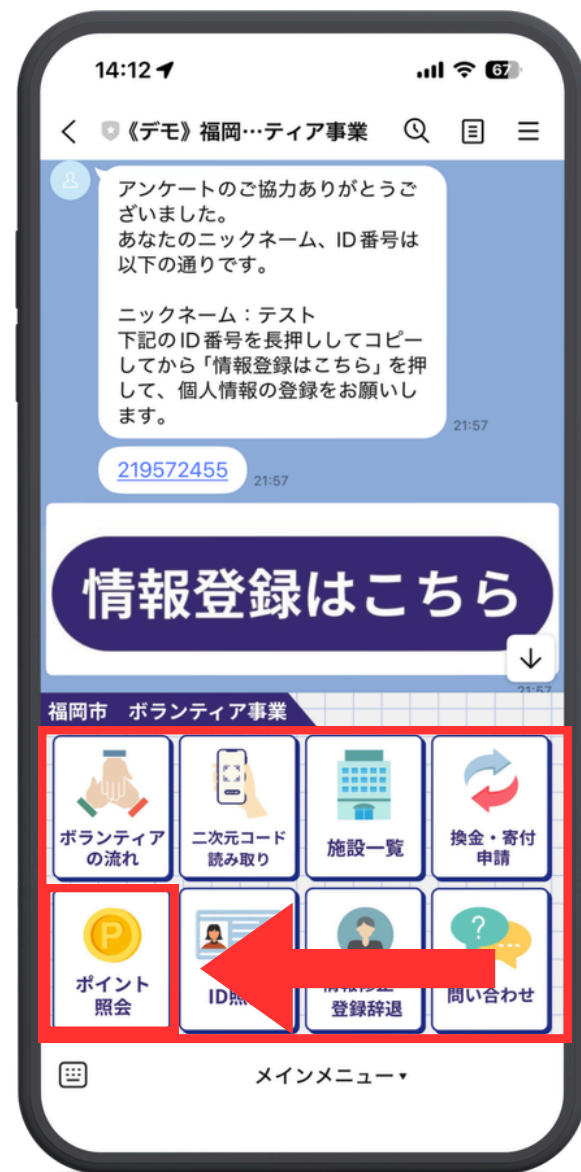 14:12
67
《デモ》福岡…ティア事業
アンケートのご協力ありがとうご
ざいました。
あなたのニックネーム、ID番号は
以下の通りです。
ニックネーム：テスト
下記のID番号を長押ししてコピー
してから「情報登録はこちら」を押
して、個人情報の登録をお願いし
ます。
21:57
219572455
21:57
情報登録はこちら
21:57
福岡市　ボランティア事業
ボランティア
の流れ
二次元コード
読み取り
施設一覧
換金・寄付
申請
P
ポイント
照会
ID照
登録辞退
?
問い合わせ
メインメニュー▾